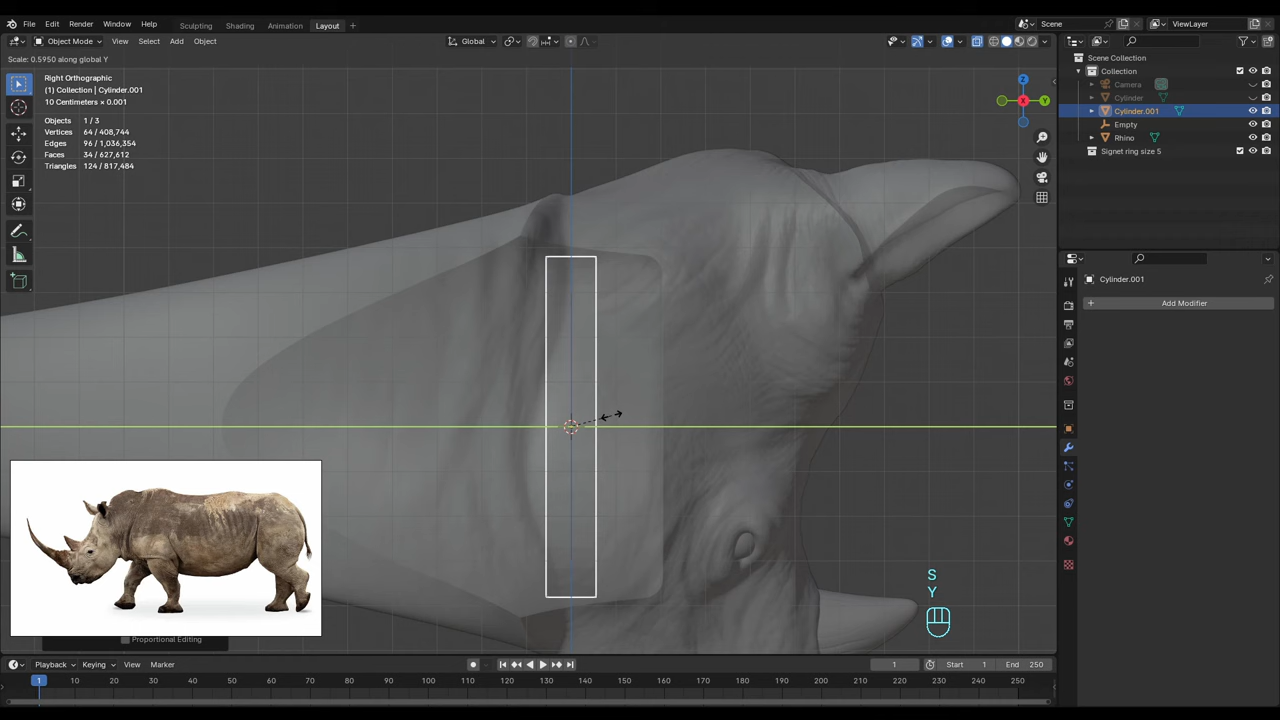 File Edit Render Window Help Sculpting Shading Animation Layout + Scene ViewLayer
Object Mode View Select Add Object Global
Scale: 0.5950 along global Y
Right Orthographic
(1) Collection | Cylinder.001
10 Centimeters × 0.001
Objects 1 / 3
Vertices 64 / 408,744
Edges 96 / 1,036,354
Faces 34 / 627,612
Triangles 124 / 817,484
Z
X
Y
Scene Collection
Collection
Camera
Cylinder
Cylinder.001
Empty
Rhino
Signet ring size 5
Cylinder.001
+ Add Modifier
S
Y
Proportional Editing
Playback Keying View Marker 1 Start 1 End 250
1 10 20 30 40 50 60 70 80 90 100 110 120 130 140 150 160 170 180 190 200 210 220 230 240 250